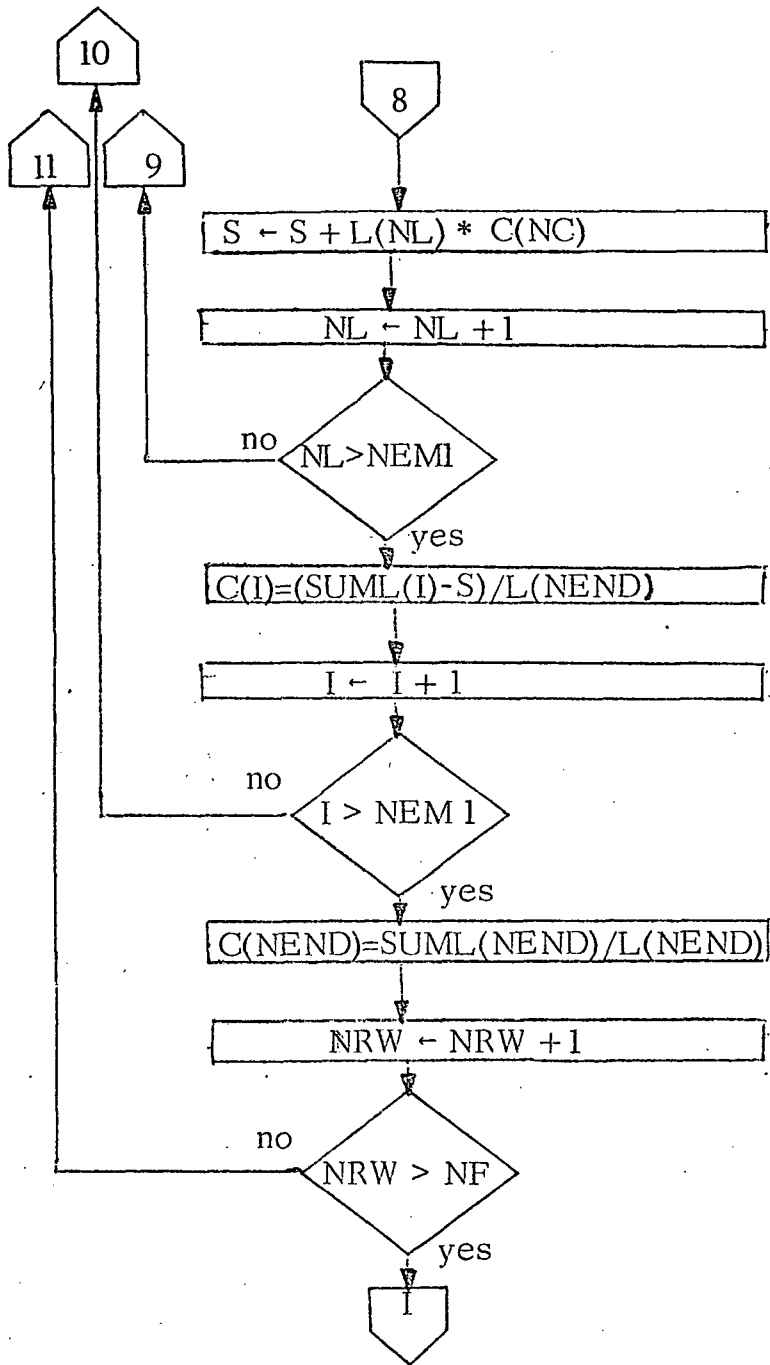 10
8
11
9
S ← S + L(NL) * C(NC)
NL ← NL + 1
no
NL>NEM1
yes
C(I)=(SUML(I)-S)/L(NEND)
I ← I + 1
no
I > NEM 1
yes
C(NEND)=SUML(NEND)/L(NEND)
NRW ← NRW + 1
no
NRW > NF
yes
I